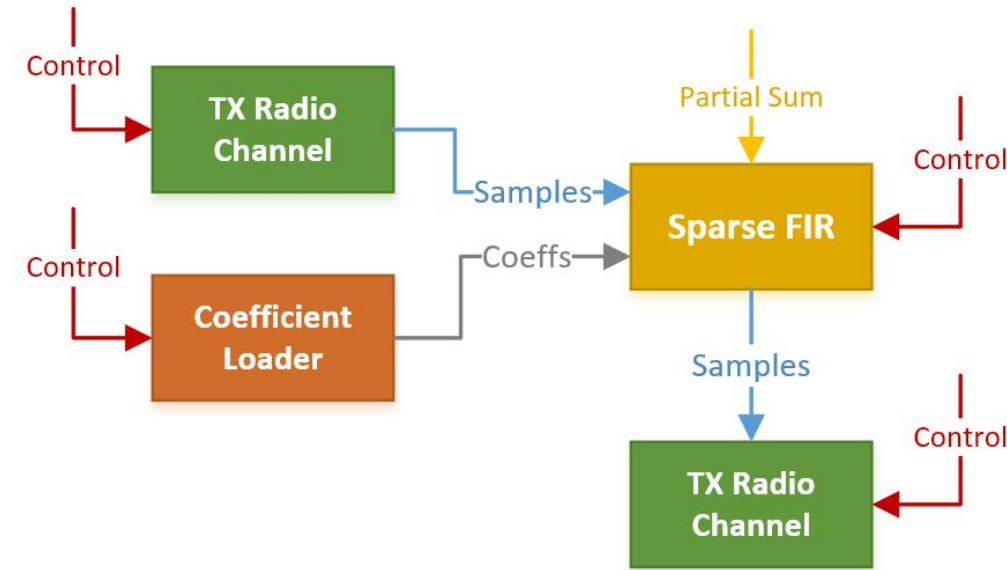 Control
TX Radio
Channel
Samples
Partial Sum
Control
Sparse FIR
Control
Coeffs
Coefficient
Loader
Samples
Control
TX Radio
Channel